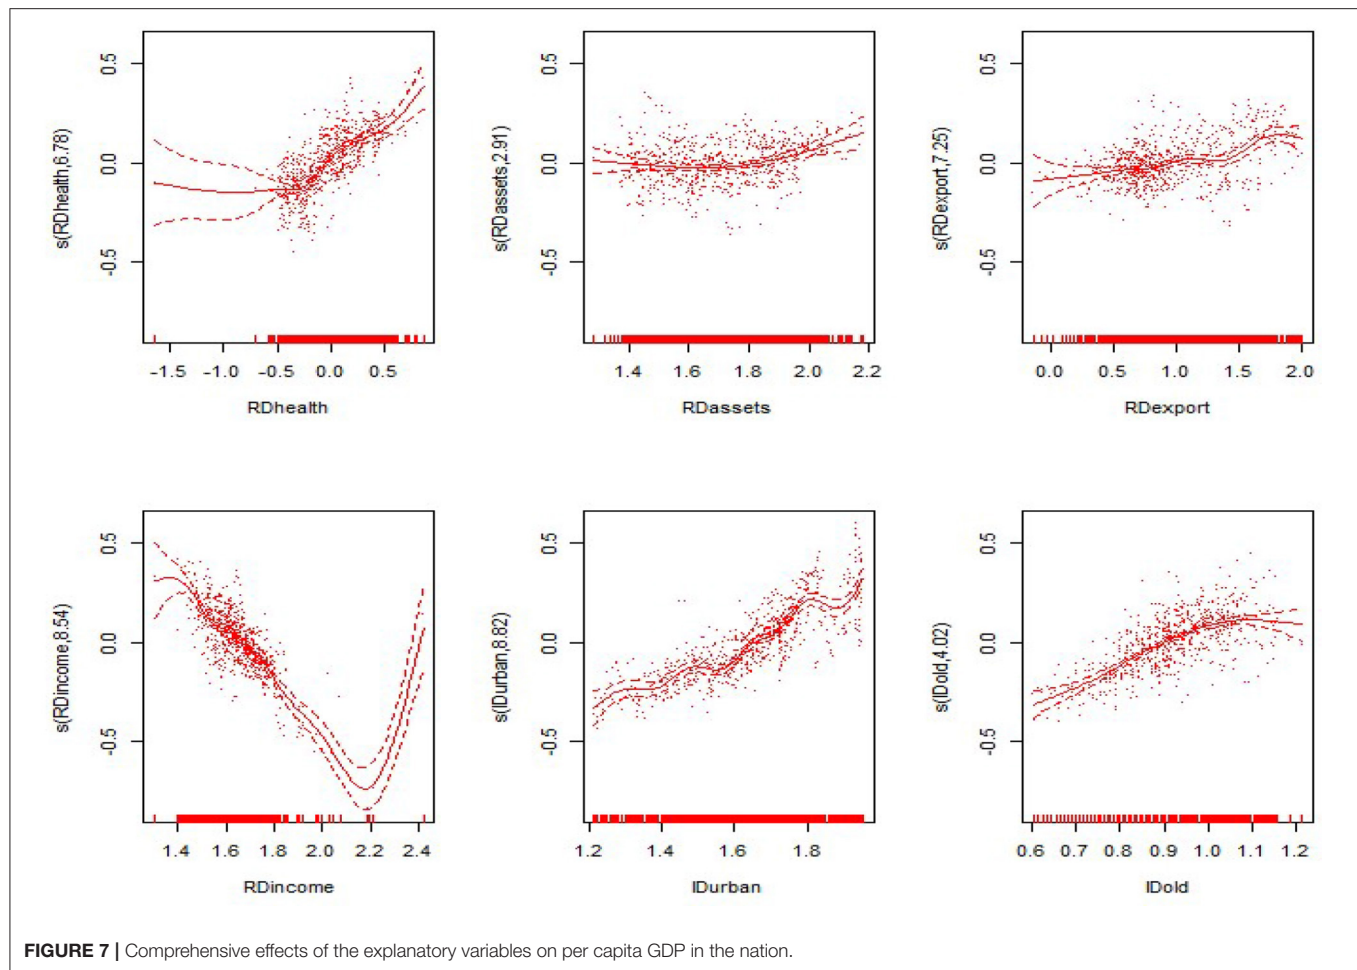 0.5
0.0
-0.5
s(RDhealth,6.78)
-1.5 -1.0 -0.5 0.0 0.5
RDhealth
0.5
0.0
-0.5
s(RDassets,2.91)
1.4 1.6 1.8 2.0 2.2
RDassets
0.5
0.0
-0.5
s(RDexport,7.25)
0.0 0.5 1.0 1.5 2.0
RDexport
0.5
0.0
-0.5
s(RDincome,8.54)
1.4 1.6 1.8 2.0 2.2 2.4
RDincome
0.5
0.0
-0.5
s(IDurban,8.82)
1.2 1.4 1.6 1.8
IDurban
0.5
0.0
-0.5
s(IDold,4.02)
0.6 0.7 0.8 0.9 1.0 1.1 1.2
IDold
FIGURE 7 | Comprehensive effects of the explanatory variables on per capita GDP in the nation.